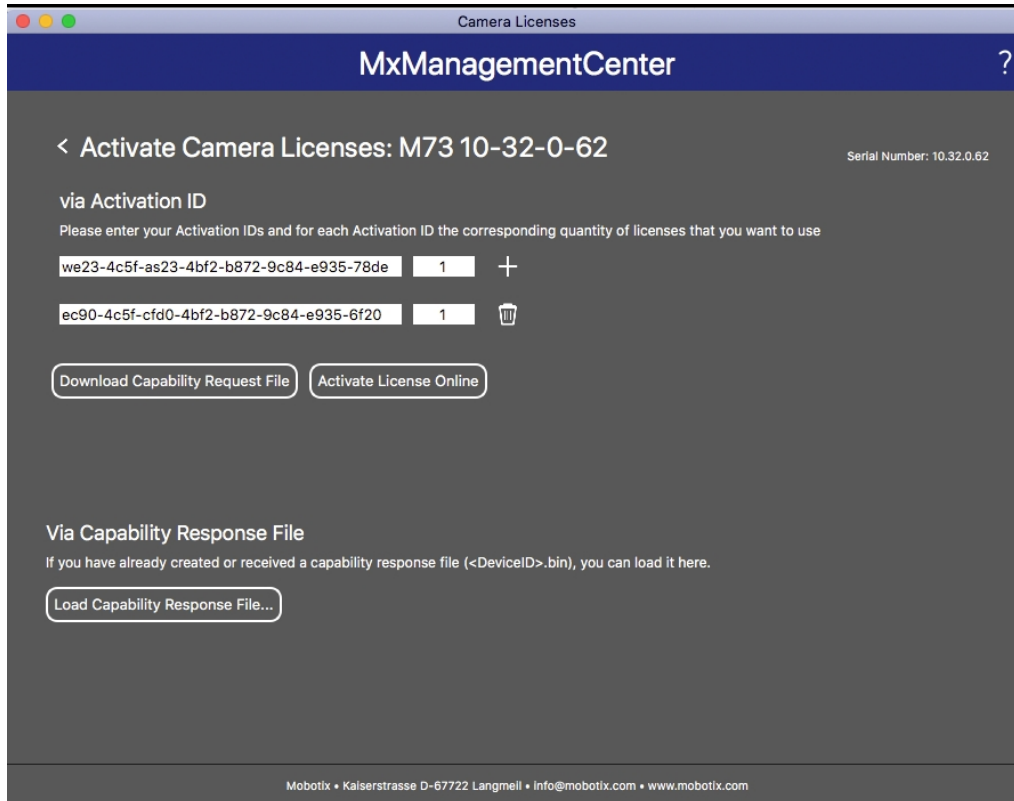 Camera Licenses
MxManagementCenter
?
< Activate Camera Licenses: M73 10-32-0-62
Serial Number: 10.32.0.62
via Activation ID
Please enter your Activation IDs and for each Activation ID the corresponding quantity of licenses that you want to use
we23-4c5f-as23-4bf2-b872-9c84-e935-78de 1 +
ec90-4c5f-cfd0-4bf2-b872-9c84-e935-6f20 1
Download Capability Request File Activate License Online
Via Capability Response File
If you have already created or received a capability response file (<DeviceID>.bin), you can load it here.
Load Capability Response File...
Mobotix • Kaiserstrasse D-67722 Langmeil • info@mobotix.com • www.mobotix.com